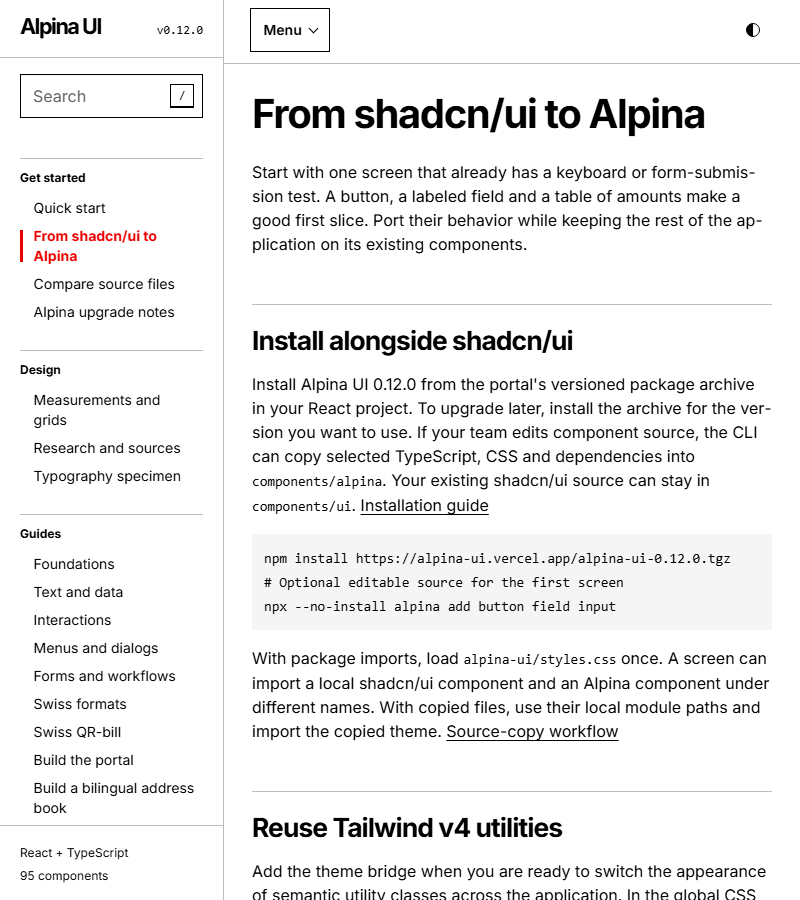 Alpina UI
v0.12.0
Search
/
Get started
Quick start
From shadcn/ui to
Alpina
Compare source files
Alpina upgrade notes
Design
Measurements and
grids
Research and sources
Typography specimen
Guides
Foundations
Text and data
Interactions
Menus and dialogs
Forms and workflows
Swiss formats
Swiss QR-bill
Build the portal
Build a bilingual address
book
React + TypeScript
95 components
Menu
From shadcn/ui to Alpina
Start with one screen that already has a keyboard or form-submis-
sion test. A button, a labeled field and a table of amounts make a
good first slice. Port their behavior while keeping the rest of the ap-
plication on its existing components.
Install alongside shadcn/ui
Install Alpina UI 0.12.0 from the portal's versioned package archive
in your React project. To upgrade later, install the archive for the ver-
sion you want to use. If your team edits component source, the CLI
can copy selected TypeScript, CSS and dependencies into
components/alpina. Your existing shadcn/ui source can stay in
components/ui. Installation guide
npm install https://alpina-ui.vercel.app/alpina-ui-0.12.0.tgz
# Optional editable source for the first screen
npx --no-install alpina add button field input
With package imports, load alpina-ui/styles.css once. A screen can
import a local shadcn/ui component and an Alpina component under
different names. With copied files, use their local module paths and
import the copied theme. Source-copy workflow
Reuse Tailwind v4 utilities
Add the theme bridge when you are ready to switch the appearance
of semantic utility classes across the application. In the global CSS